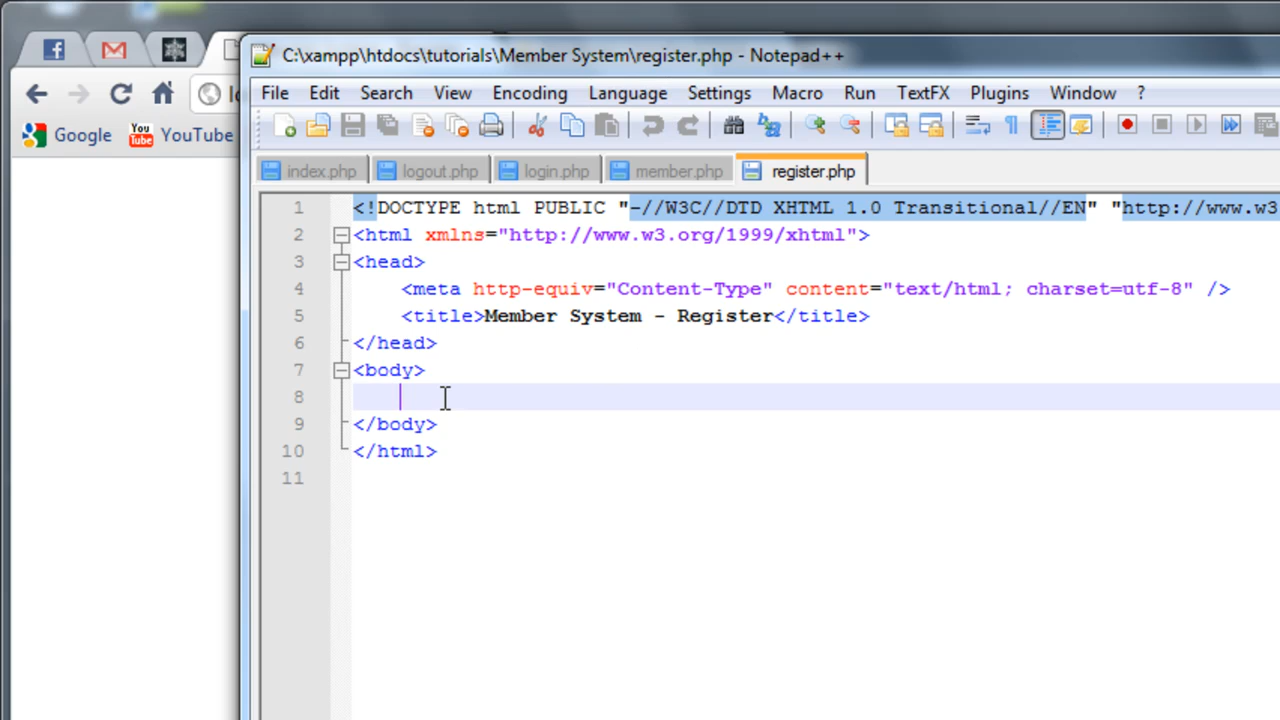 C:\xampp\htdocs\tutorials\Member System\register.php - Notepad++
File Edit Search View Encoding Language Settings Macro Run TextFX Plugins Window ?
Google You Tube YouTube
index.php logout.php login.php member.php register.php
1 <!DOCTYPE html PUBLIC "-//W3C//DTD XHTML 1.0 Transitional//EN" "http://www.w3
2 <html xmlns="http://www.w3.org/1999/xhtml">
3 <head>
4 <meta http-equiv="Content-Type" content="text/html; charset=utf-8" />
5 <title>Member System - Register</title>
6 </head>
7 <body>
8
9 </body>
10 </html>
11